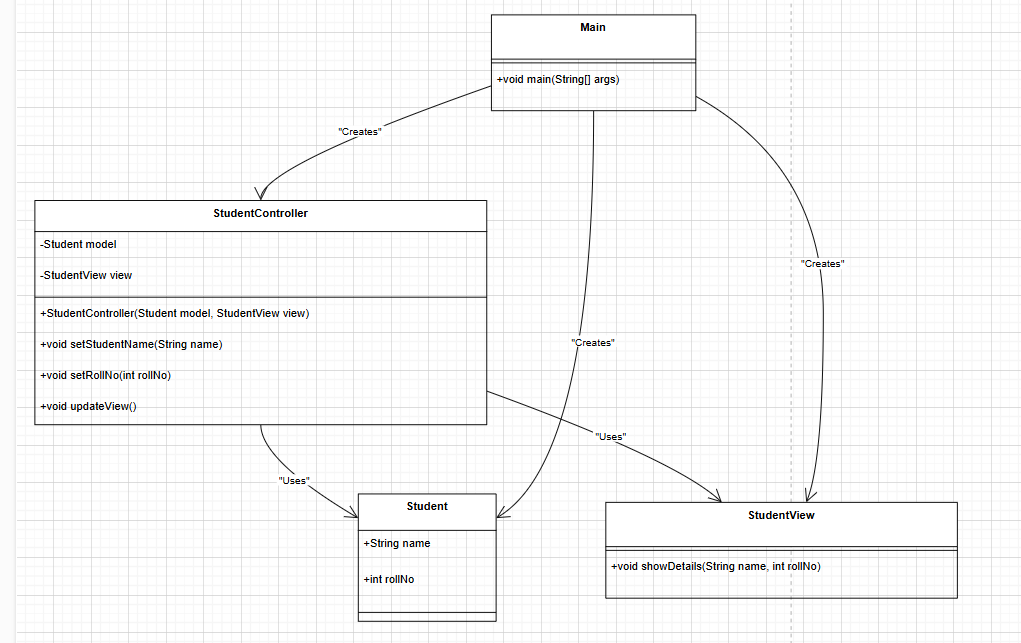 Main
+void main(String[] args)
"Creates"
StudentController
-Student model
-StudentView view
"Creates"
+StudentController(Student model, StudentView view)
+void setStudentName(String name)
"Creates"
+void setRollNo(int rollNo)
+void updateView()
"Uses"
"Uses"
Student
+String name
+int rollNo
StudentView
+void showDetails(String name, int rollNo)